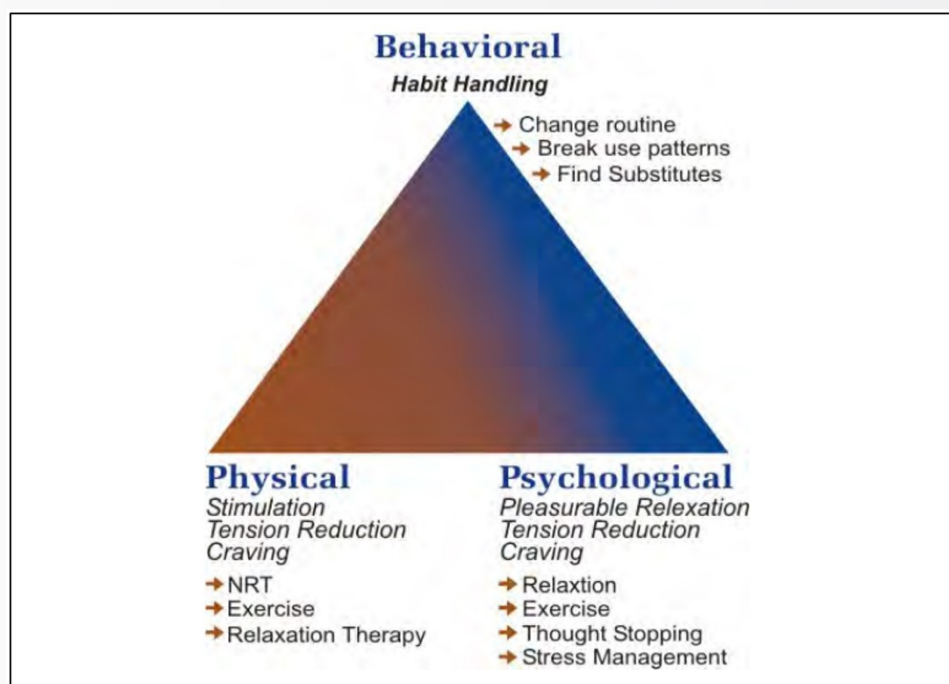 Behavioral
Habit Handling
Change routine
Break use patterns
Find Substitutes
Physical
Stimulation
Tension Reduction
Craving
NRT
Exercise
Relaxation Therapy
Psychological
Pleasurable Relexation
Tension Reduction
Craving
Relaxtion
Exercise
Thought Stopping
Stress Management